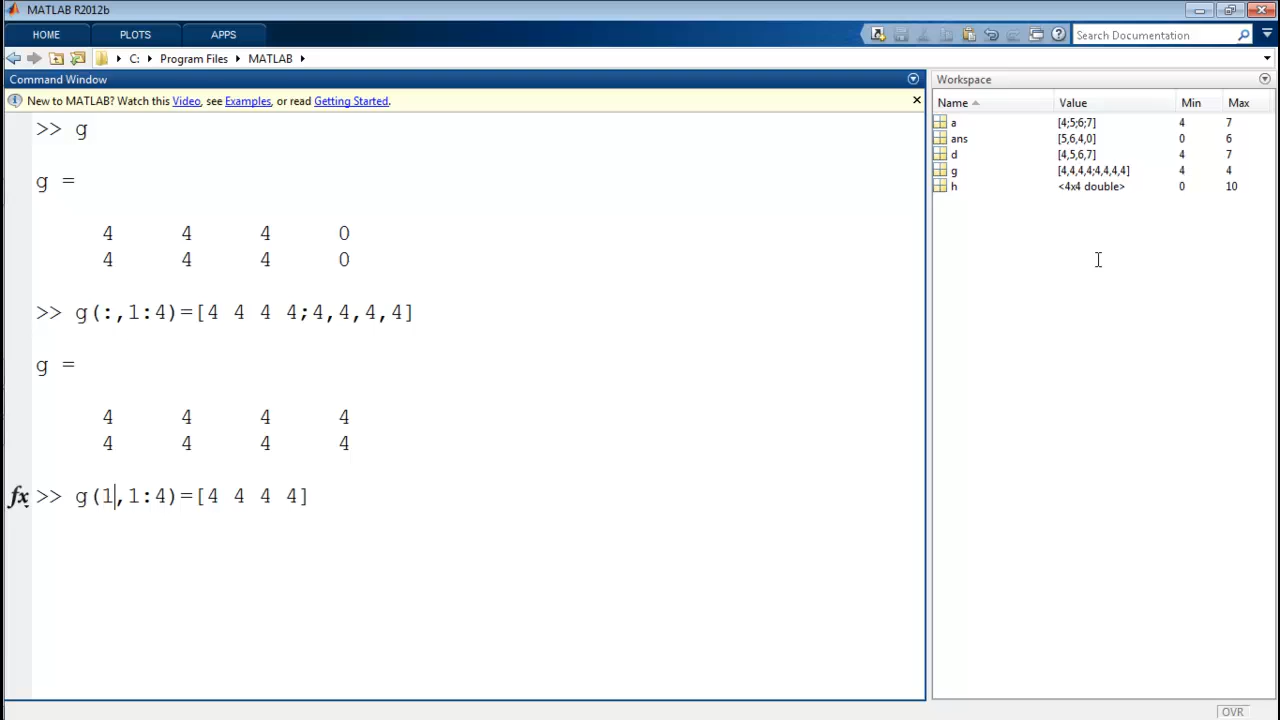 MATLAB R2012b
HOME PLOTS APPS
Search Documentation
C: Program Files MATLAB
Command Window
New to MATLAB? Watch this Video, see Examples, or read Getting Started.
>> g
g =
4 4 4 0
4 4 4 0
>> g(:,1:4)=[4 4 4 4;4,4,4,4]
g =
4 4 4 4
4 4 4 4
fx >> g(1,1:4)=[4 4 4 4]
Workspace
Name Value Min Max
a [4;5;6;7] 4 7
ans [5,6,4,0] 0 6
d [4,5,6,7] 4 7
g [4,4,4,4;4,4,4,4] 4 4
h <4x4 double> 0 10
OVR